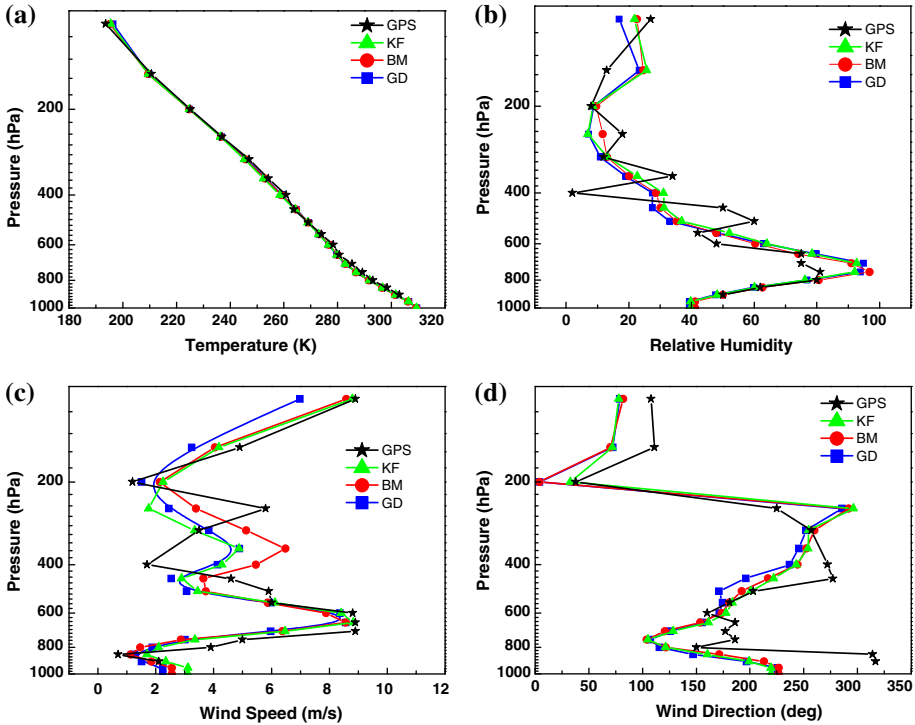 (a)
GPS
KF
BM
GD
200
400
600
800
1000
Pressure (hPa)
180 200 220 240 260 280 300 320
Temperature (K)
(b)
GPS
KF
BM
GD
200
400
600
800
1000
Pressure (hPa)
0 20 40 60 80 100
Relative Humidity
(c)
GPS
KF
BM
GD
200
400
600
800
1000
Pressure (hPa)
0 2 4 6 8 10 12
Wind Speed (m/s)
(d)
GPS
KF
BM
GD
200
400
600
800
1000
Pressure (hPa)
0 50 100 150 200 250 300 350
Wind Direction (deg)